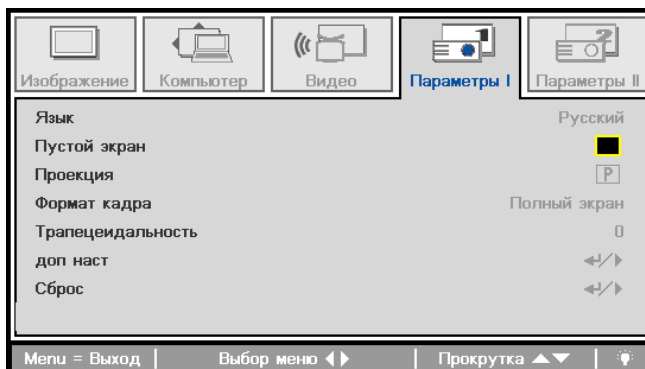 Изображение Компьютер Видео Параметры I Параметры II
Язык Русский
Пустой экран
Проекция P
Формат кадра Полный экран
Трапецеидальность 0
доп наст
Сброс
Menu = Выход Выбор меню Прокрутка